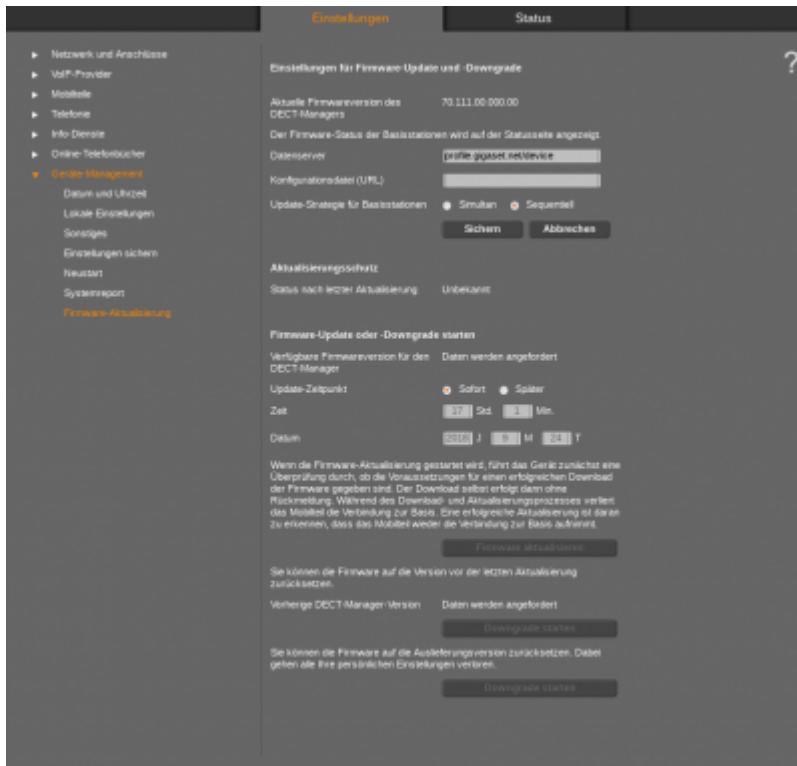 Einstellungen
Status
?
Netzwerk und Anschlüsse
VoIP-Provider
Mobilteile
Telefonie
Info-Dienste
Online-Telefonbücher
Geräte-Management
Datum und Uhrzeit
Lokale Einstellungen
Sonstiges
Einstellungen sichern
Neustart
Systemreport
Firmware-Aktualisierung
Einstellungen für Firmware-Update und -Downgrade
Aktuelle Firmwareversion des 70.111.00.000.00
DECT-Managers
Der Firmware-Status der Basisstationen wird auf der Statusseite angezeigt.
Datenserver profile.gigaset.net/device
Konfigurationsdatei (URL)
Update-Strategie für Basisstationen Simultan Sequentiell
Sichern Abbrechen
Aktualisierungsschutz
Status nach letzter Aktualisierung Unbekannt
Firmware-Update oder -Downgrade starten
Verfügbare Firmwareversion für den Daten werden angefordert
DECT-Manager
Update-Zeitpunkt Sofort Später
Zeit 17 Std. 1 Min.
Datum 2018 J 9 M 24 T
Wenn die Firmware-Aktualisierung gestartet wird, führt das Gerät zunächst eine
Überprüfung durch, ob die Voraussetzungen für einen erfolgreichen Download
der Firmware gegeben sind. Der Download selbst erfolgt dann ohne
Rückmeldung. Während des Download- und Aktualisierungsprozesses verliert
das Mobilteil die Verbindung zur Basis. Eine erfolgreiche Aktualisierung ist daran
zu erkennen, dass das Mobilteil wieder die Verbindung zur Basis aufnimmt.
Firmware aktualisieren
Sie können die Firmware auf die Version vor der letzten Aktualisierung
zurücksetzen.
Vorherige DECT-Manager-Version Daten werden angefordert
Downgrade starten
Sie können die Firmware auf die Auslieferungsversion zurücksetzen. Dabei
gehen alle Ihre persönlichen Einstellungen verloren.
Downgrade starten